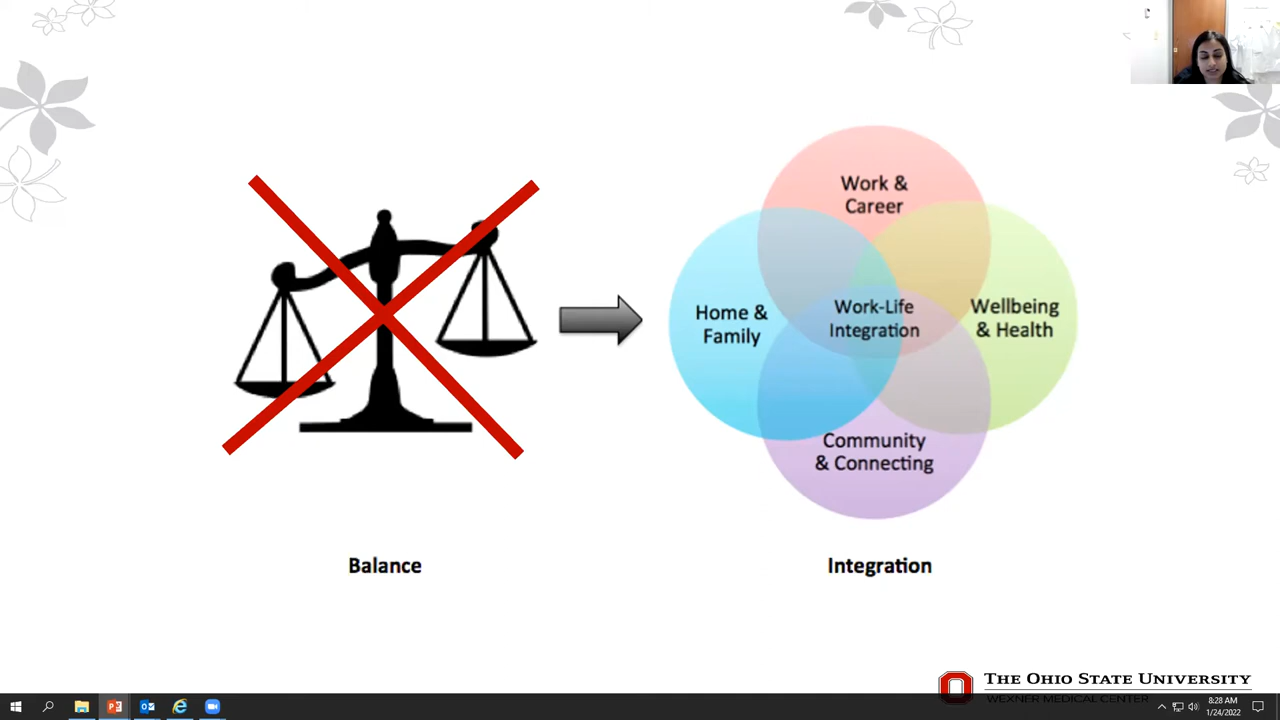 Work &
Career
Home &
Family
Work-Life
Integration
Wellbeing
& Health
Community
& Connecting
Balance
Integration
THE OHIO STATE UNIVERSITY
WEXNER MEDICAL CENTER
8:28 AM
1/24/2022